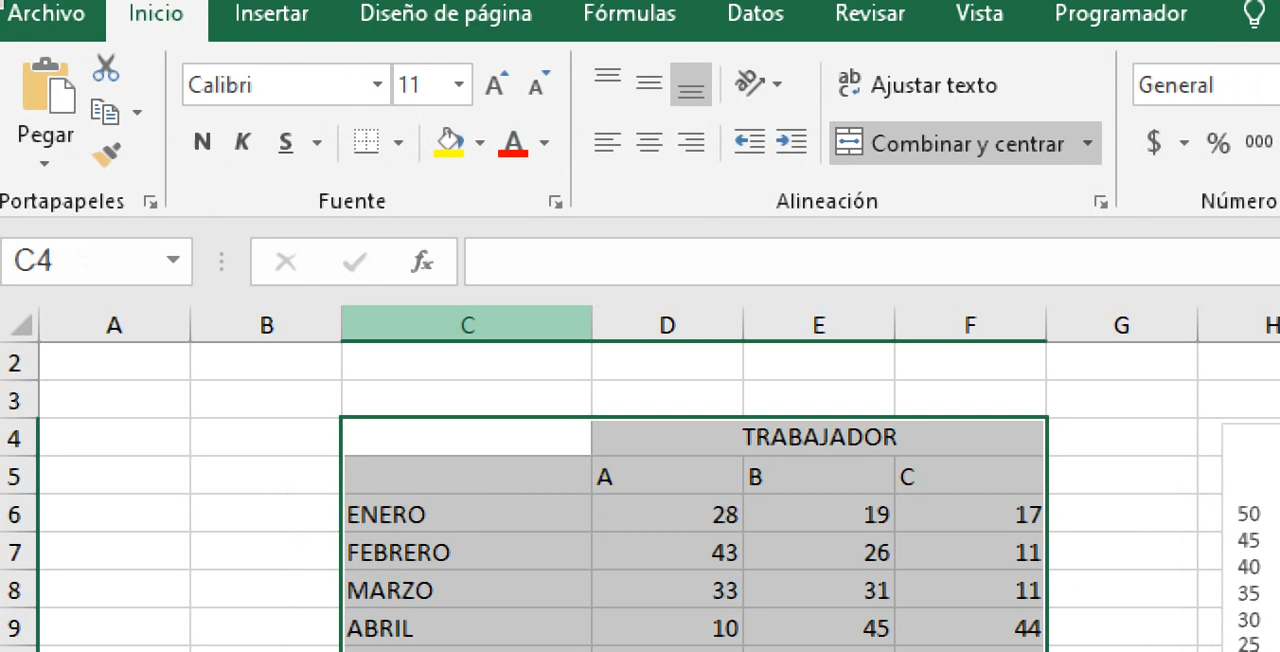 Archivo Inicio Insertar Diseño de página Fórmulas Datos Revisar Vista Programador
Calibri 11 A A ab c Ajustar texto General
Pegar N K S A Combinar y centrar $ % 000
Portapapeles Fuente Alineación Número
C4 fx
A B C D E F G H
2
3
4 TRABAJADOR
5 A B C
6 ENERO 28 19 17 50
7 FEBRERO 43 26 11 45
40
8 MARZO 33 31 11 35
9 ABRIL 10 45 44 30
25